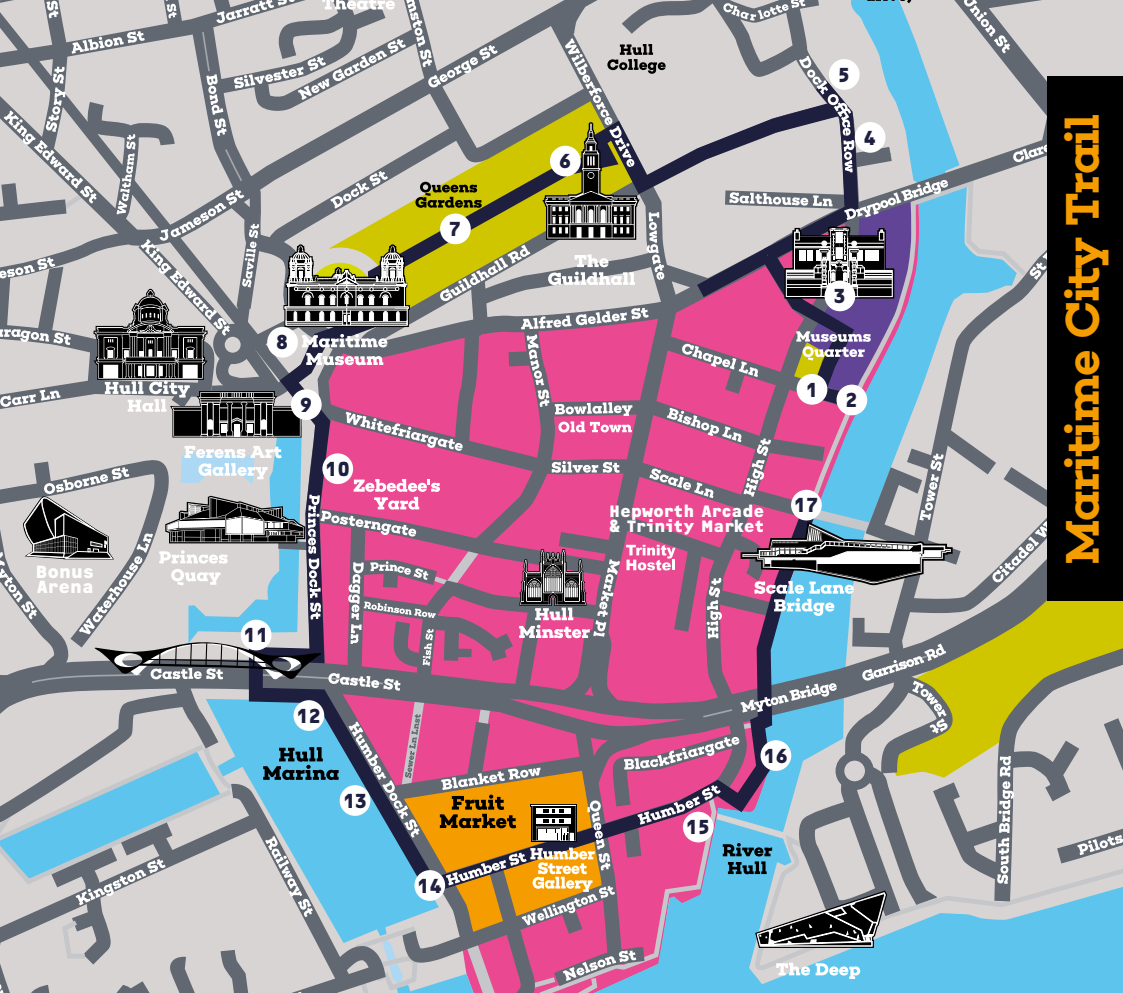 Jarratt St
Theatre
Charlotte St
Union St
Albion St
St
St
Story St
Bond St
Silvester St
New Garden St
George St
Wilberforce Drive
Hull
College
Dock Office Row
5
4
Maritime City Trail
King Edward St
Waltham St
Jameson St
Dock St
Queens
Gardens
6
7
Salthouse Ln
Drypool Bridge
St
King Edward St
Saville St
Guildhall Rd
The
Guildhall
Lowgate
3
Museums
Quarter
Alfred Gelder St
8
Maritime
Museum
Manor St
Chapel Ln
1
2
Carr Ln
Hull City
Hall
9
Whitefriargate
Bowlalley
Old Town
Bishop Ln
High St
Ferens Art
Gallery
10
Zebedee's
Yard
Silver St
Scale Ln
Tower St
Osborne St
Princes Dock St
Posterngate
Hepworth Arcade
& Trinity Market
17
Princes
Quay
Bonus
Arena
Waterhouse Ln
Dagger Ln
Prince St
Trinity
Hostel
Market Pl
High St
Scale Lane
Bridge
Robinson Row
Fish St
Hull
Minster
11
Castle St
Castle St
Myton Bridge
Garrison Rd
Tower St
12
Hull
Marina
Humber Dock St
Sewer Ln
Blackfriargate
16
13
Blanket Row
Fruit
Market
Queen St
Humber St
15
River
Hull
South Bridge Rd
Pilots
14
Humber St
Humber
Street
Gallery
Kingston St
Railway St
Wellington St
Nelson St
The Deep